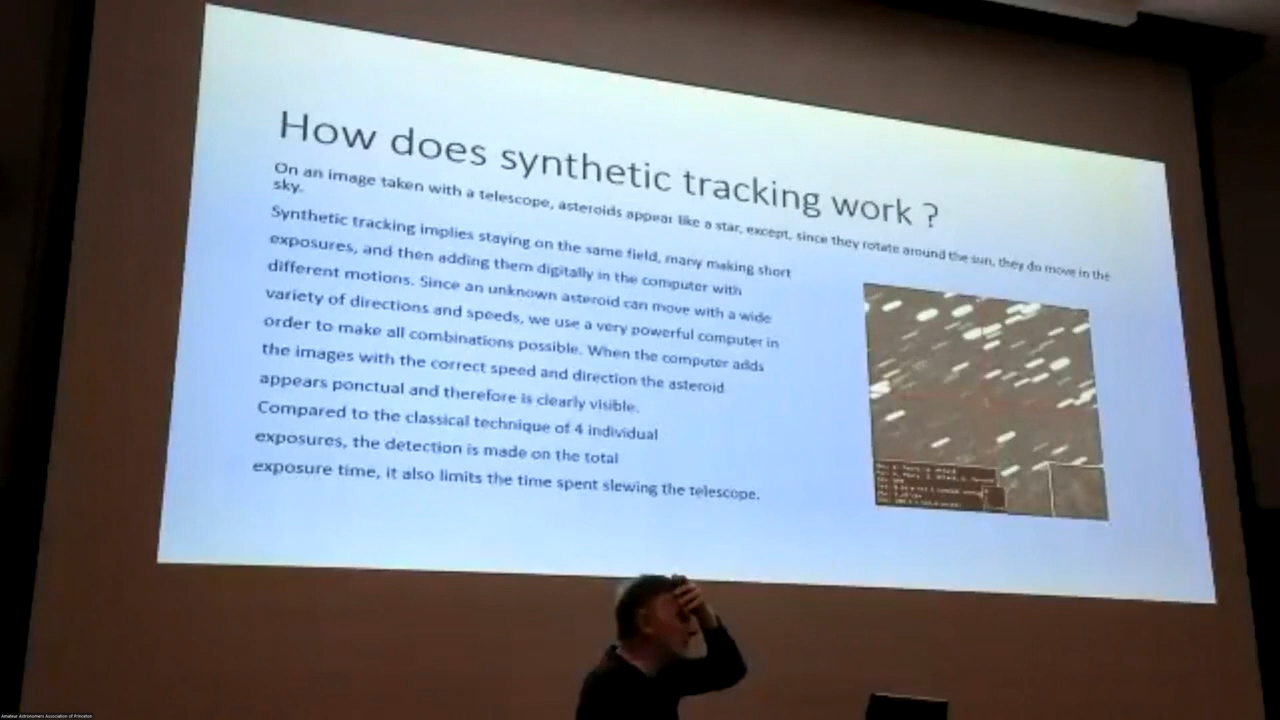 How does synthetic tracking work ?
On an image taken with a telescope, asteroids appear like a star, except, since they rotate around the sun, they do move in the
sky.
Synthetic tracking implies staying on the same field, many making short
exposures, and then adding them digitally in the computer with
different motions. Since an unknown asteroid can move with a wide
variety of directions and speeds, we use a very powerful computer in
order to make all combinations possible. When the computer adds
the images with the correct speed and direction the asteroid
appears ponctual and therefore is clearly visible.
Compared to the classical technique of 4 individual
exposures, the detection is made on the total
exposure time, it also limits the time spent slewing the telescope.
Amateur Astronomers Association of Princeton